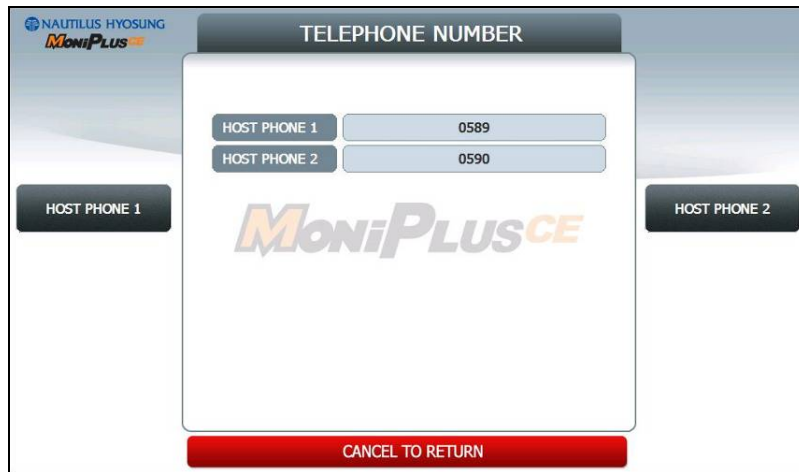 NAUTILUS HYOSUNG
MoniPlusCE
TELEPHONE NUMBER
HOST PHONE 1 0589
HOST PHONE 2 0590
HOST PHONE 1
HOST PHONE 2
MoniPlusCE
CANCEL TO RETURN